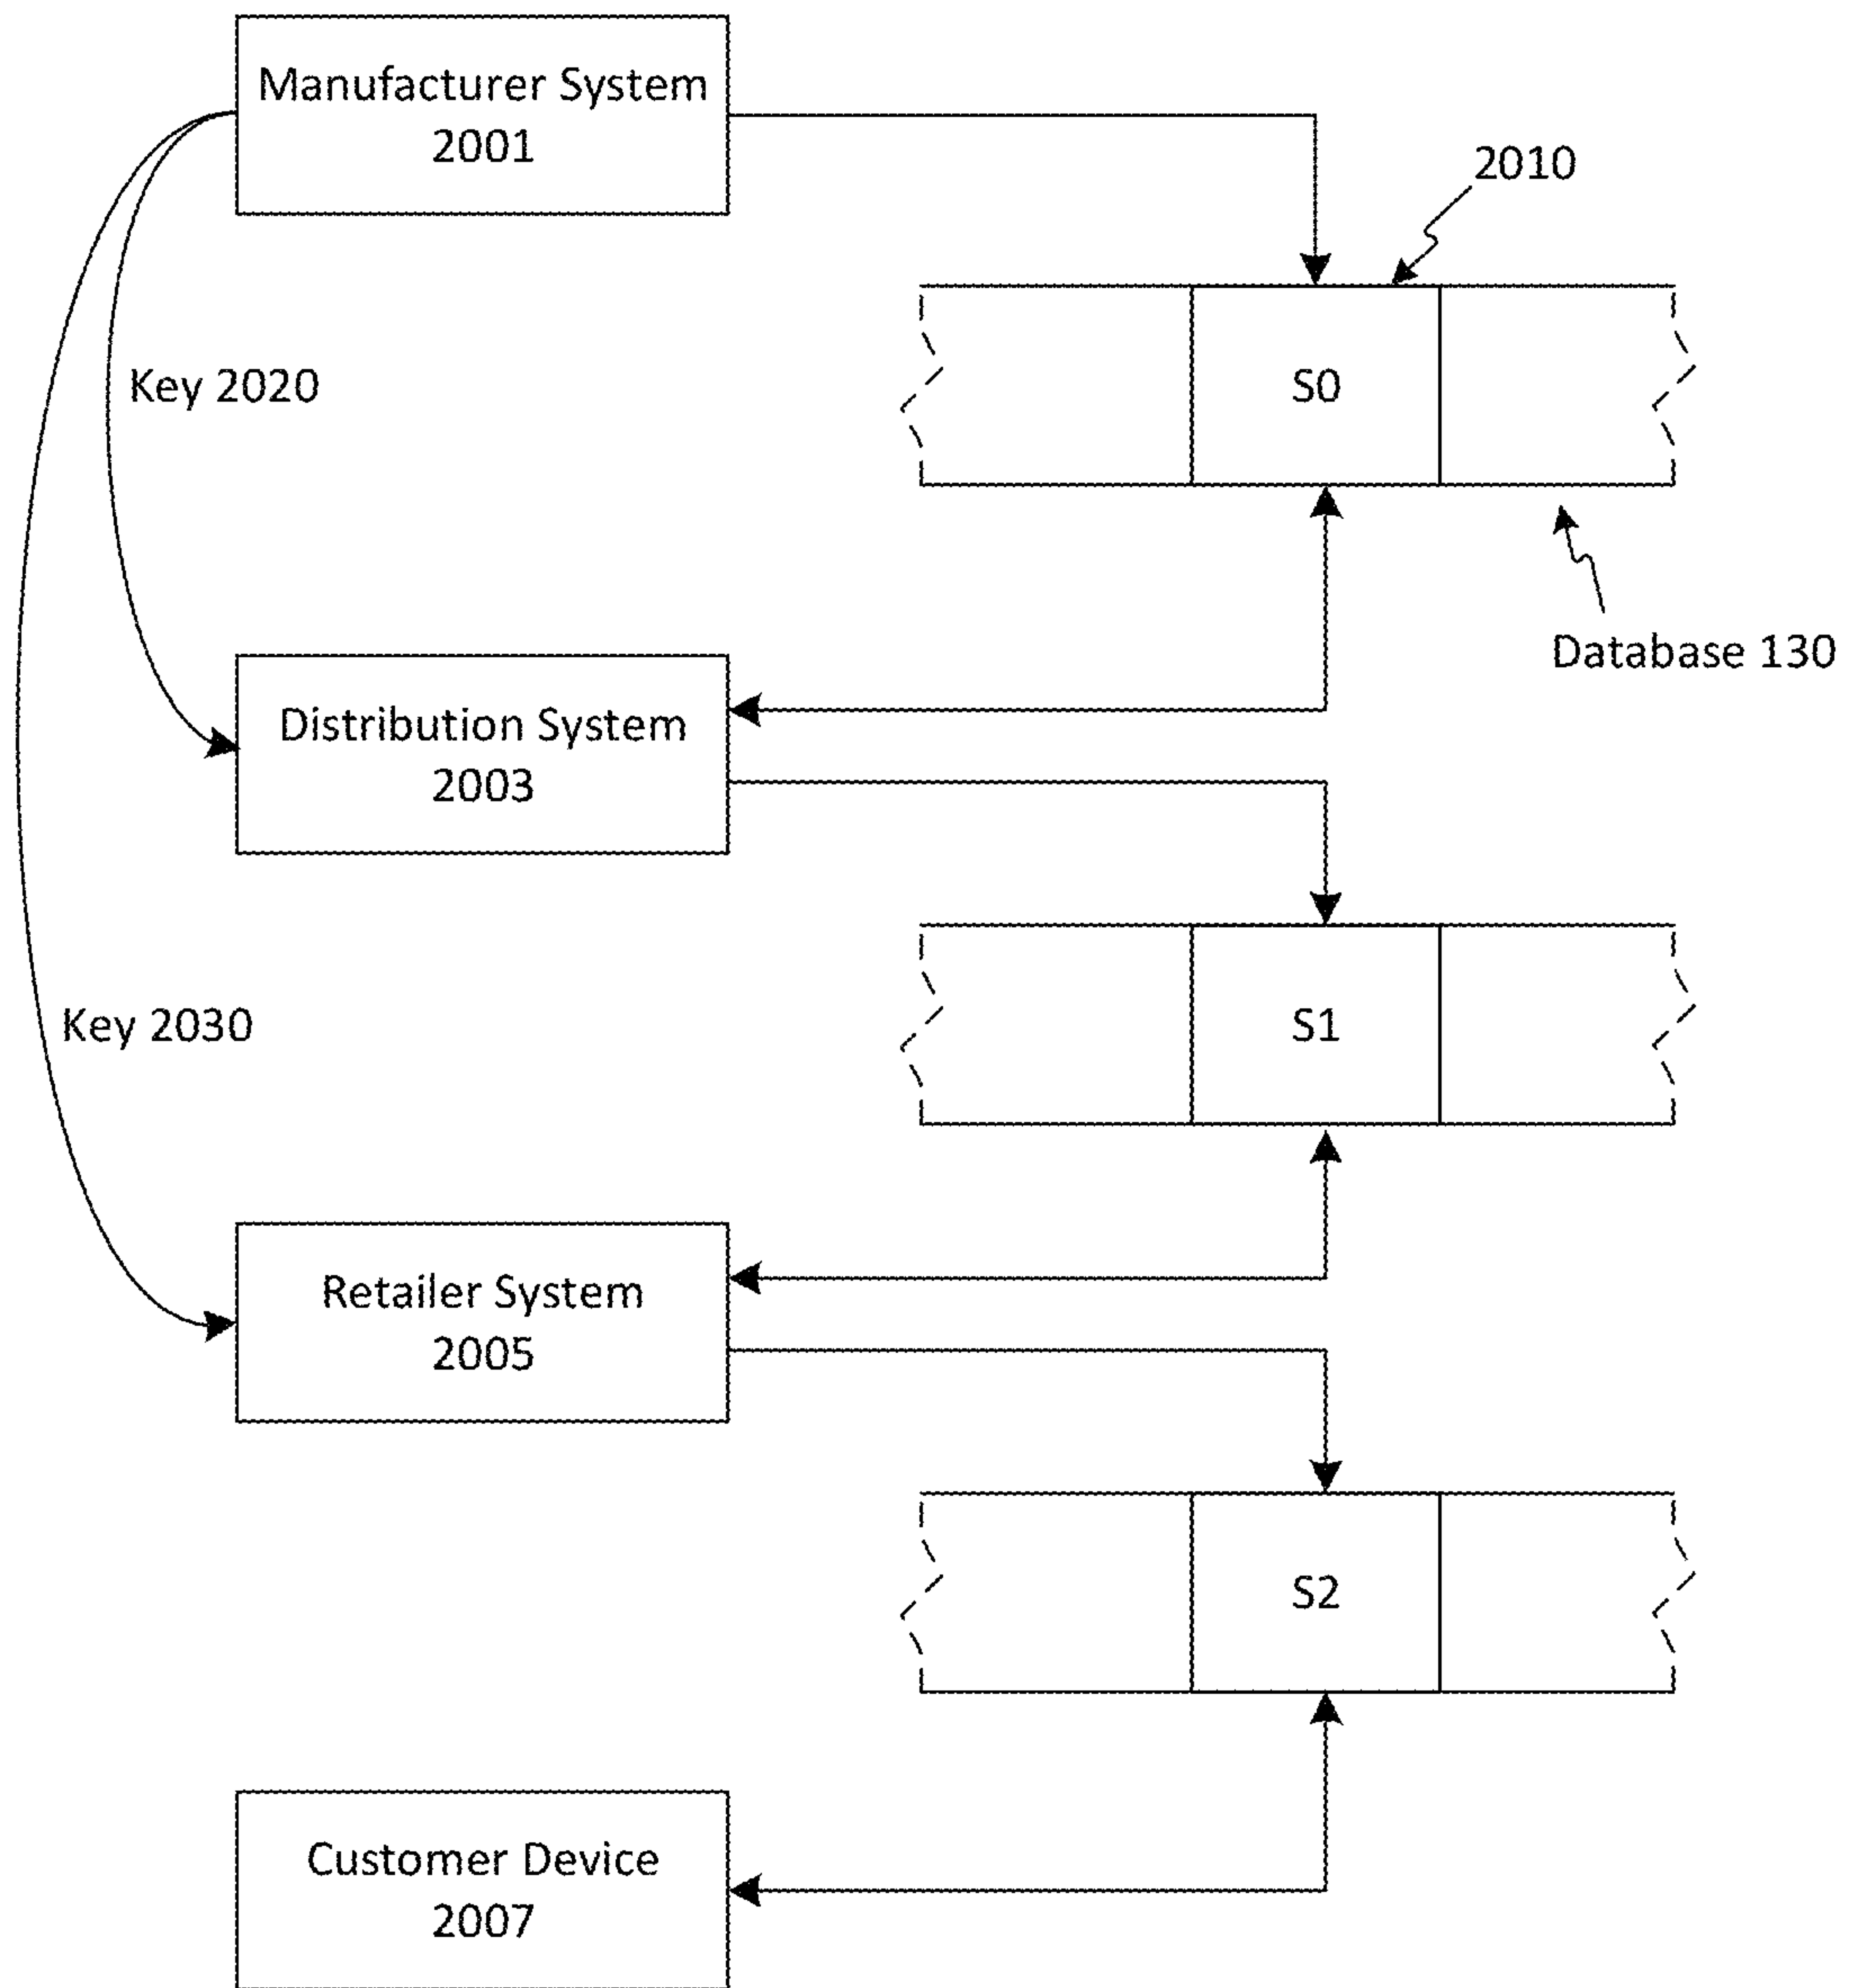 Manufacturer System
2001
2010
S0
Key 2020
Database 130
Distribution System
2003
S1
Key 2030
Retailer System
2005
S2
Customer Device
2007